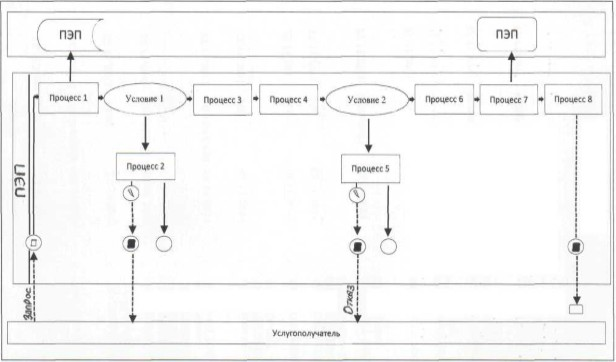 ПЭП
ПЭП
Процесс 1
Условие 1
Процесс 3
Процесс 4
Условие 2
Процесс 6
Процесс 7
Процесс 8
Процесс 2
Процесс 5
ПЭП
Запрос
Отказ
Услугополучатель